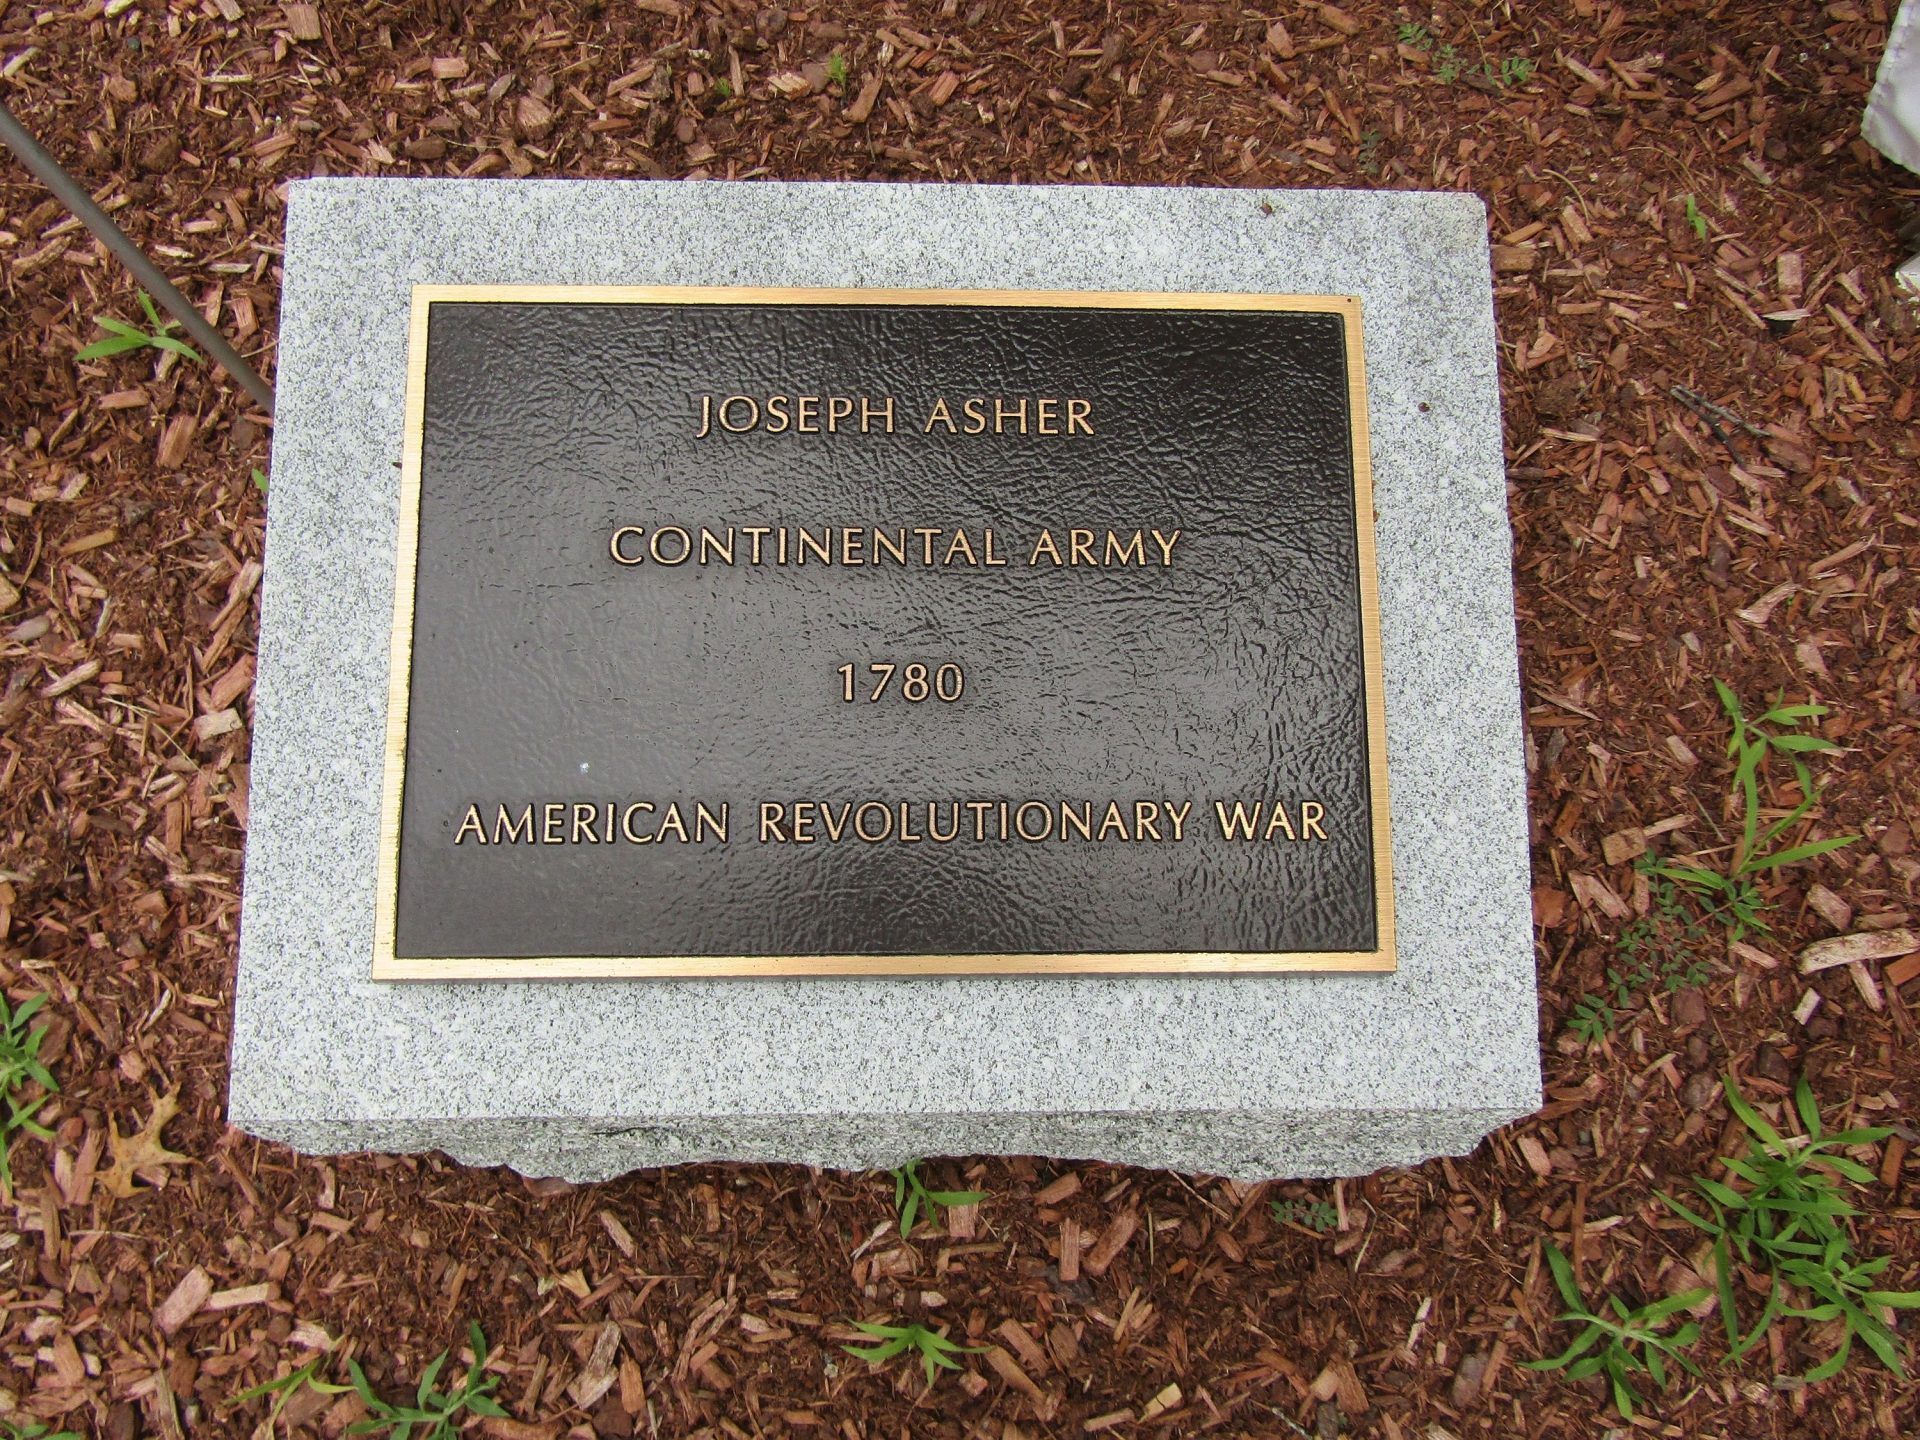 JOSEPH ASHER
CONTINENTAL ARMY
1780
AMERICAN REVOLUTIONARY WAR